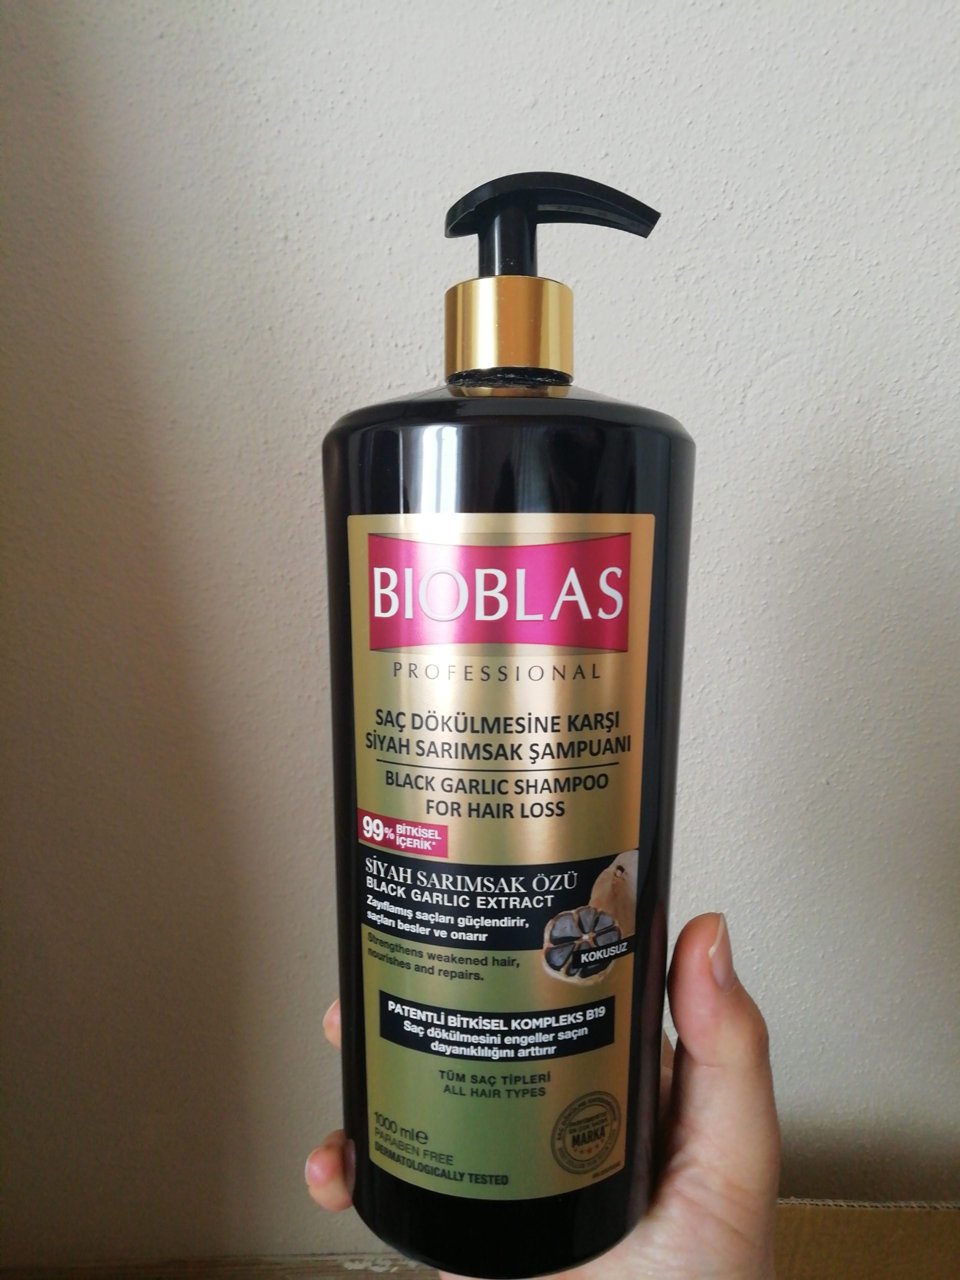 BIOBLAS
PROFESSIONAL
SAÇ DÖKÜLMESİNE KARŞI
SİYAH SARIMSAK ŞAMPUANI
BLACK GARLIC SHAMPOO
FOR HAIR LOSS
99% BİTKİSEL
İÇERİK*
SİYAH SARIMSAK ÖZÜ
BLACK GARLIC EXTRACT
Zayıflamış saçları güçlendirir,
saçları besler ve onarır
KOKUSUZ
Strengthens weakened hair,
nourishes and repairs.
PATENTLİ BİTKİSEL KOMPLEKS B19
Saç dökülmesini engeller saçın
dayanıklılığını arttırır
TÜM SAÇ TİPLERİ
ALL HAIR TYPES
1000 ml e
PARABEN FREE
DERMATOLOGICALLY TESTED
MARKA